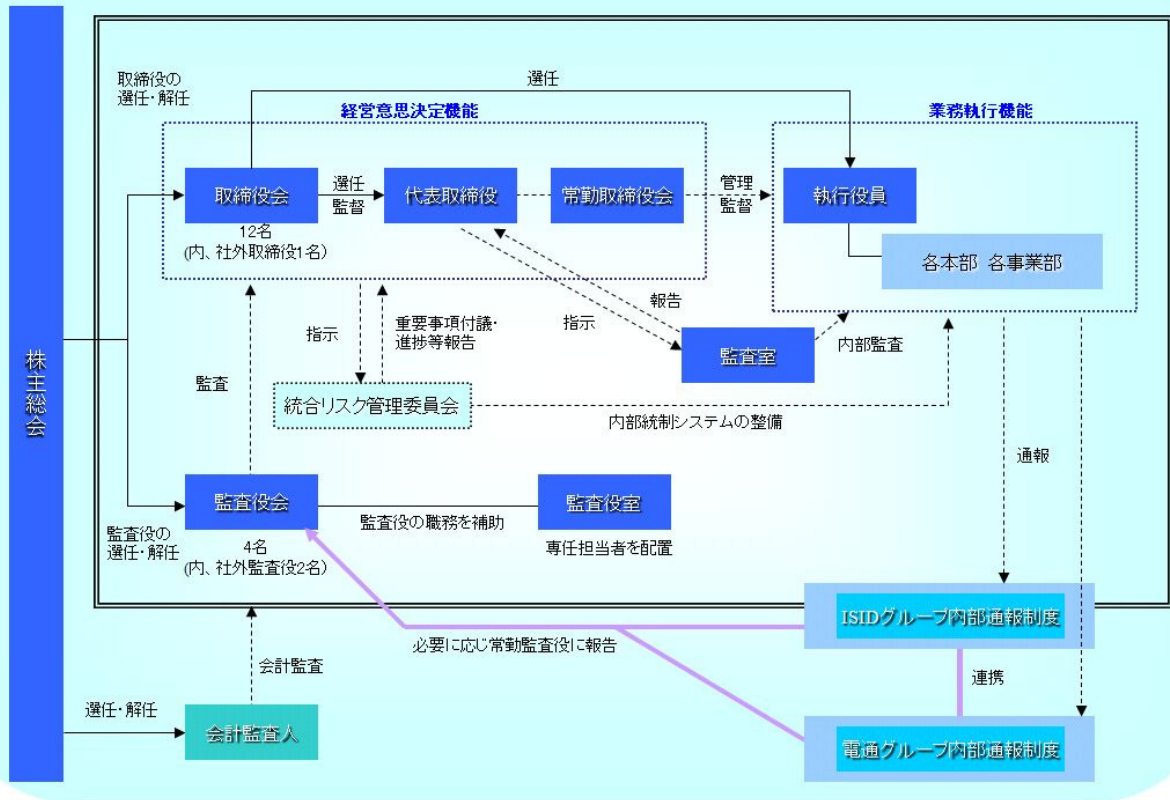 株主総会
取締役の
選任・解任
選任
経営意思決定機能
業務執行機能
取締役会
選任
監督
代表取締役
常勤取締役会
管理
監督
執行役員
12名
(内、社外取締役1名)
各本部 各事業部
指示
重要事項付議・
進捗等報告
指示
報告
監査室
内部監査
監査
統合リスク管理委員会
内部統制システムの整備
通報
監査役会
監査役の職務を補助
監査役室
監査役の
選任・解任
4名
(内、社外監査役2名)
専任担当者を配置
ISIDグループ内部通報制度
必要に応じ常勤監査役に報告
会計監査
連携
選任・解任
会計監査人
電通グループ内部通報制度